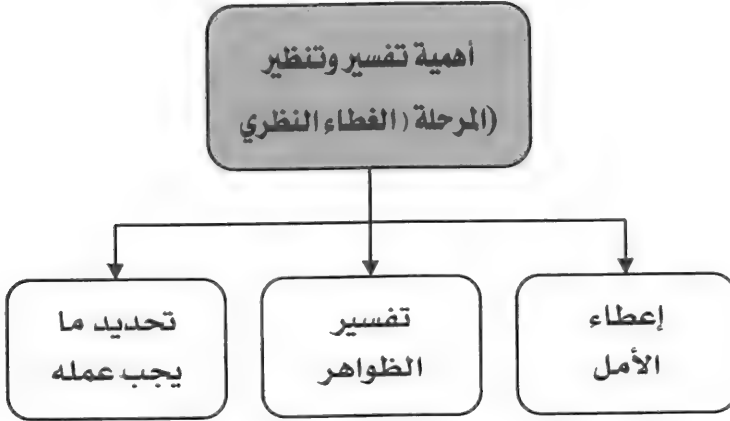 أهمية تفسير وتنظير
المرحلة ( الغطاء النظري)
إعطاء
الأمل
تفسير
الظواهر
تحديد ما
يجب عمله